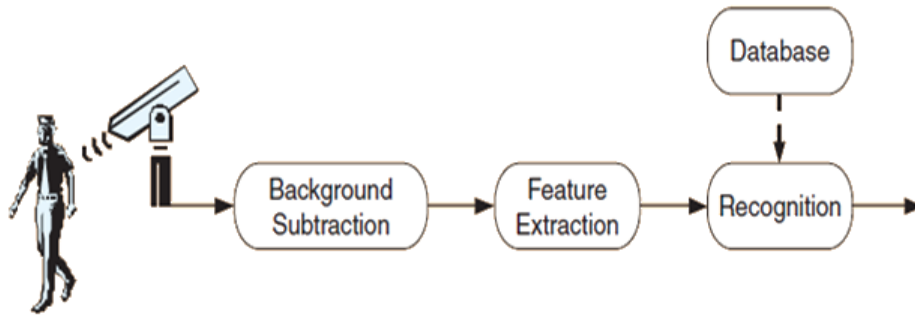 Database
Background
Subtraction
Feature
Extraction
Recognition